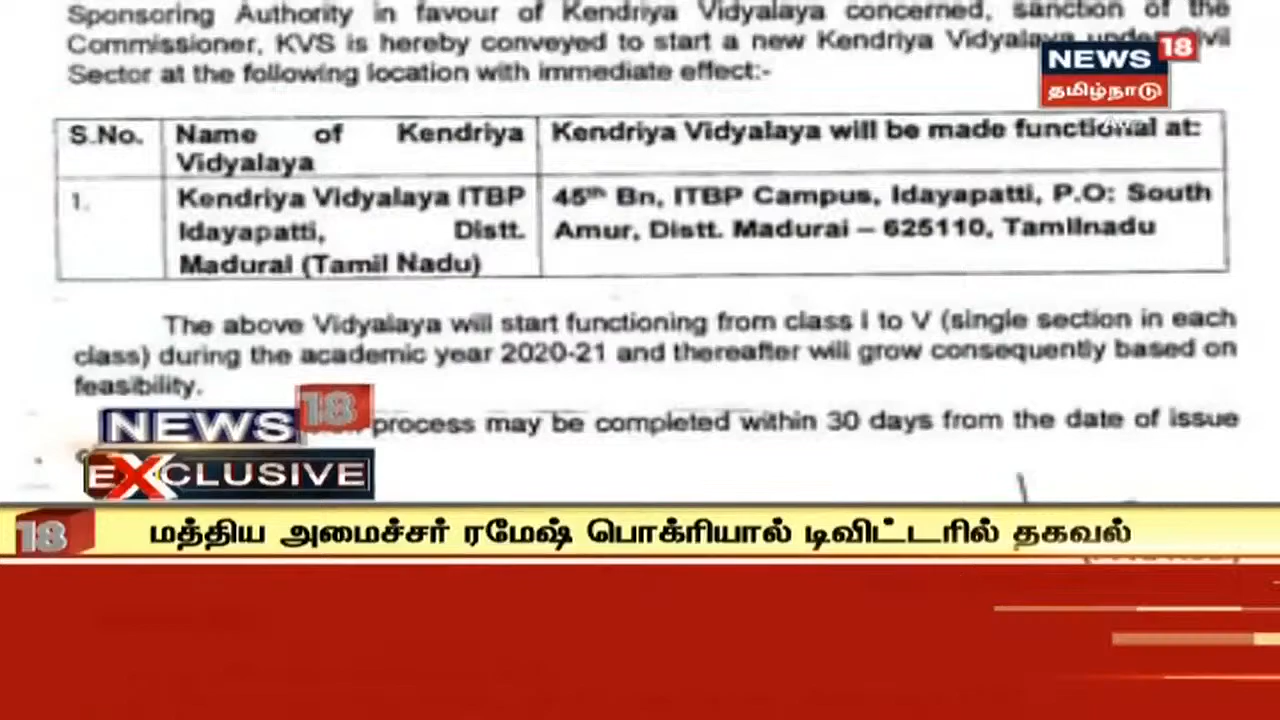 Sponsoring Authority in favour of Kendriya Vidyalaya concerned, sanction of the
Commissioner, KVS is hereby conveyed to start a new Kendriya Vidyalaya under Civil
Sector at the following location with immediate effect:-
NEWS 18
தமிழ்நாடு
S.No.
Name of Kendriya
Vidyalaya
Kendriya Vidyalaya will be made functional at:
1.
Kendriya Vidyalaya ITBP
Idayapatti, Distt.
Madurai (Tamil Nadu)
45th Bn, ITBP Campus, Idayapatti, P.O: South
Amur, Distt. Madurai – 625110, Tamilnadu
The above Vidyalaya will start functioning from class I to V (single section in each
class) during the academic year 2020-21 and thereafter will grow consequently based on
feasibility.
process may be completed within 30 days from the date of issue
NEWS 18
EXCLUSIVE
18
மத்திய அமைச்சர் ரமேஷ் பொக்ரியால் டிவிட்டரில் தகவல்